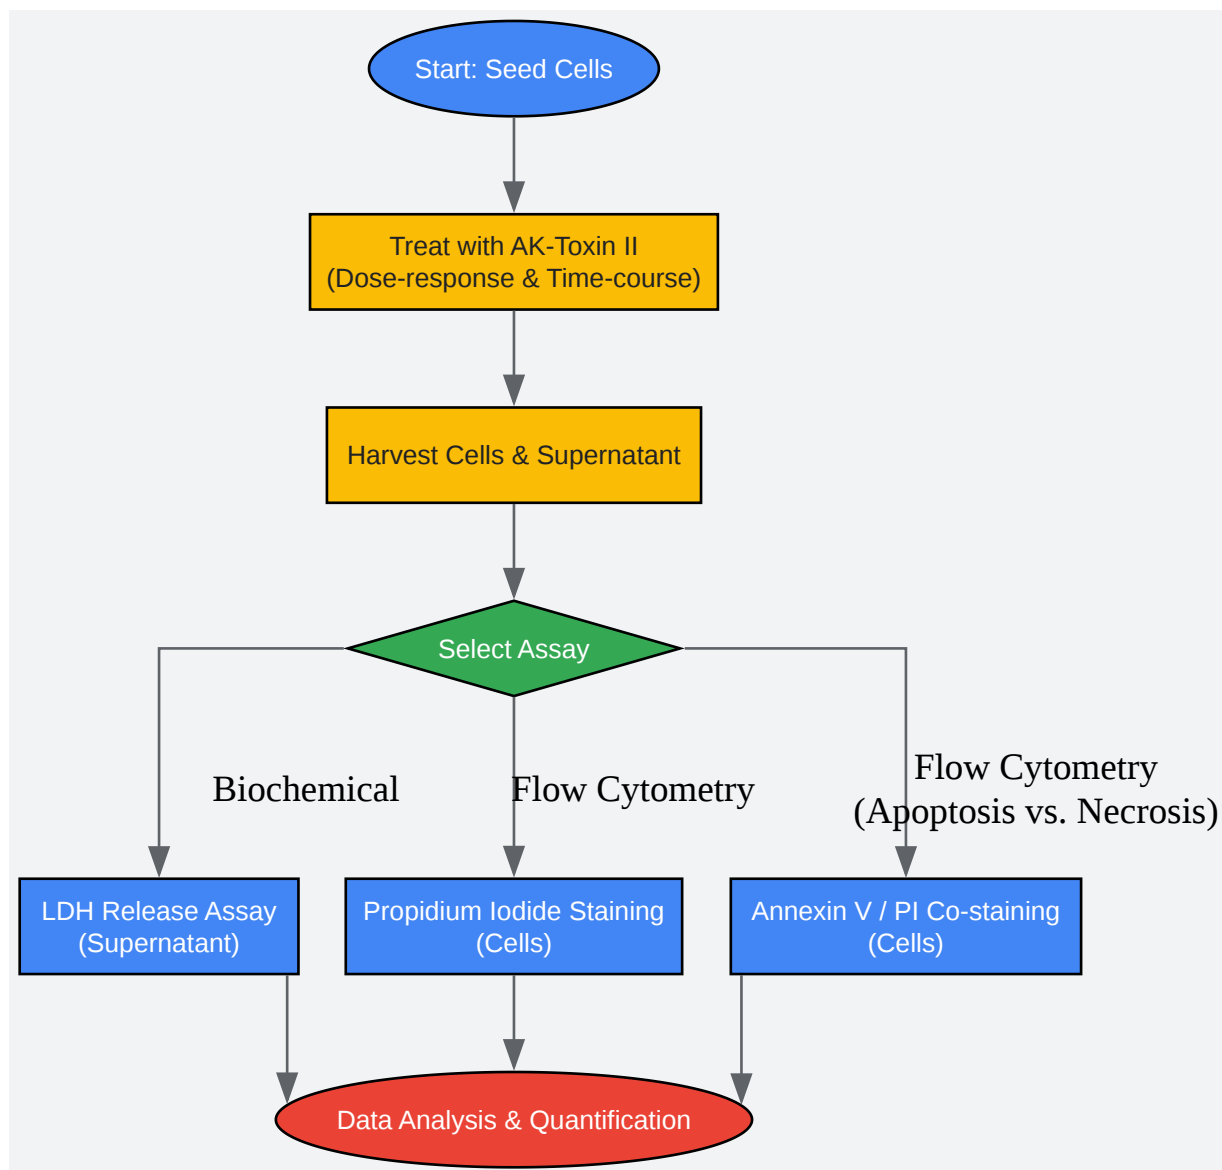 Start: Seed Cells
Treat with AK-Toxin II
(Dose-response & Time-course)
Harvest Cells & Supernatant
Select Assay
Biochemical
Flow Cytometry
Flow Cytometry
(Apoptosis vs. Necrosis)
LDH Release Assay
(Supernatant)
Propidium Iodide Staining
(Cells)
Annexin V / PI Co-staining
(Cells)
Data Analysis & Quantification